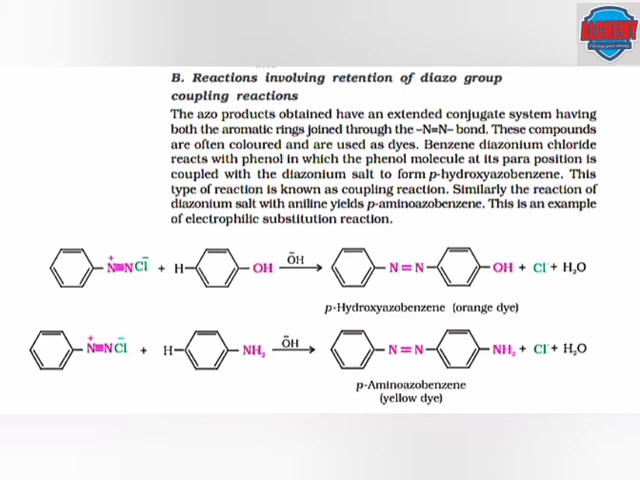 ALCHEMY
B. Reactions involving retention of diazo group
coupling reactions
The azo products obtained have an extended conjugate system having
both the aromatic rings joined through the –N=N– bond. These compounds
are often coloured and are used as dyes. Benzene diazonium chloride
reacts with phenol in which the phenol molecule at its para position is
coupled with the diazonium salt to form p-hydroxyazobenzene. This
type of reaction is known as coupling reaction. Similarly the reaction of
diazonium salt with aniline yields p-aminoazobenzene. This is an example
of electrophilic substitution reaction.
N⁺≡NCl⁻ + H– –OH ŌH → –N=N– –OH + Cl⁻ + H₂O
p-Hydroxyazobenzene (orange dye)
N⁺≡NCl⁻ + H– –NH₂ ŌH → –N=N– –NH₂ + Cl⁻ + H₂O
p-Aminoazobenzene
(yellow dye)